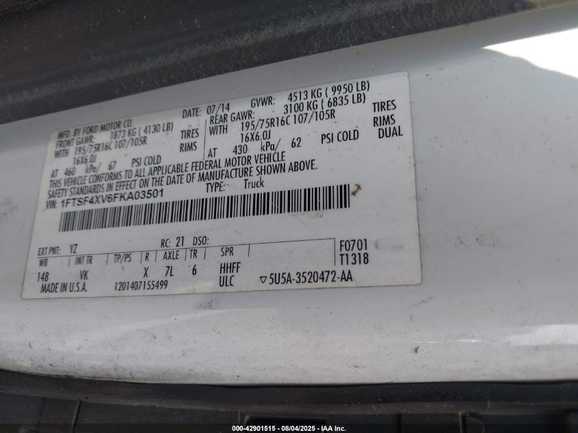 MFD. BY FORD MOTOR CO.
DATE: 07/14 GVWR: 4513 KG ( 9950 LB)
FRONT GAWR: 1873 KG ( 4130 LB) REAR GAWR: 3100 KG ( 6835 LB)
WITH 195/75R16C 107/105R TIRES WITH 195/75R16C 107/105R TIRES
16X6.0J RIMS 16X6.0J RIMS
AT 460 kPa/ 67 PSI COLD AT 430 kPa/ 62 PSI COLD DUAL
THIS VEHICLE CONFORMS TO ALL APPLICABLE FEDERAL MOTOR VEHICLE
SAFETY STANDARDS IN EFFECT ON THE DATE OF MANUFACTURE SHOWN ABOVE.
VIN: 1FTSF4XV6FKA03501 TYPE: Truck
EXT PNT: YZ RC: 21 DSO:
WB INT TR TP/PS R AXLE TR SPR F0701
148 VK X 7L 6 HHFF T1318
MADE IN U.S.A. 1201407155499 ULC ▽5U5A-3520472-AA
000-42901515 - 08/04/2025 - IAA Inc.